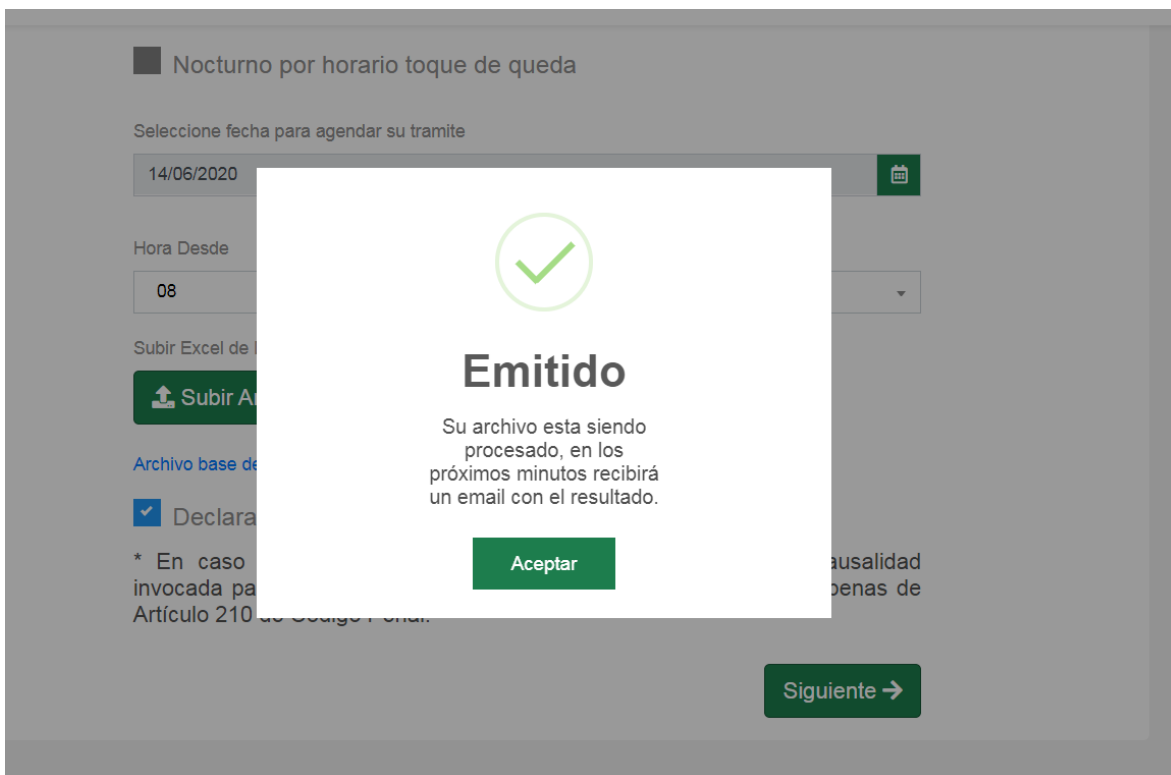 Nocturno por horario toque de queda
Seleccione fecha para agendar su tramite
14/06/2020
Hora Desde
08
Subir Excel de
Subir
Archivo base
Emitido
Su archivo esta siendo
procesado, en los
próximos minutos recibirá
un email con el resultado.
Aceptar
Declara
* En caso
ausalidad
invocada pa
penas de
Artículo 210 de Código Penal.
Siguiente